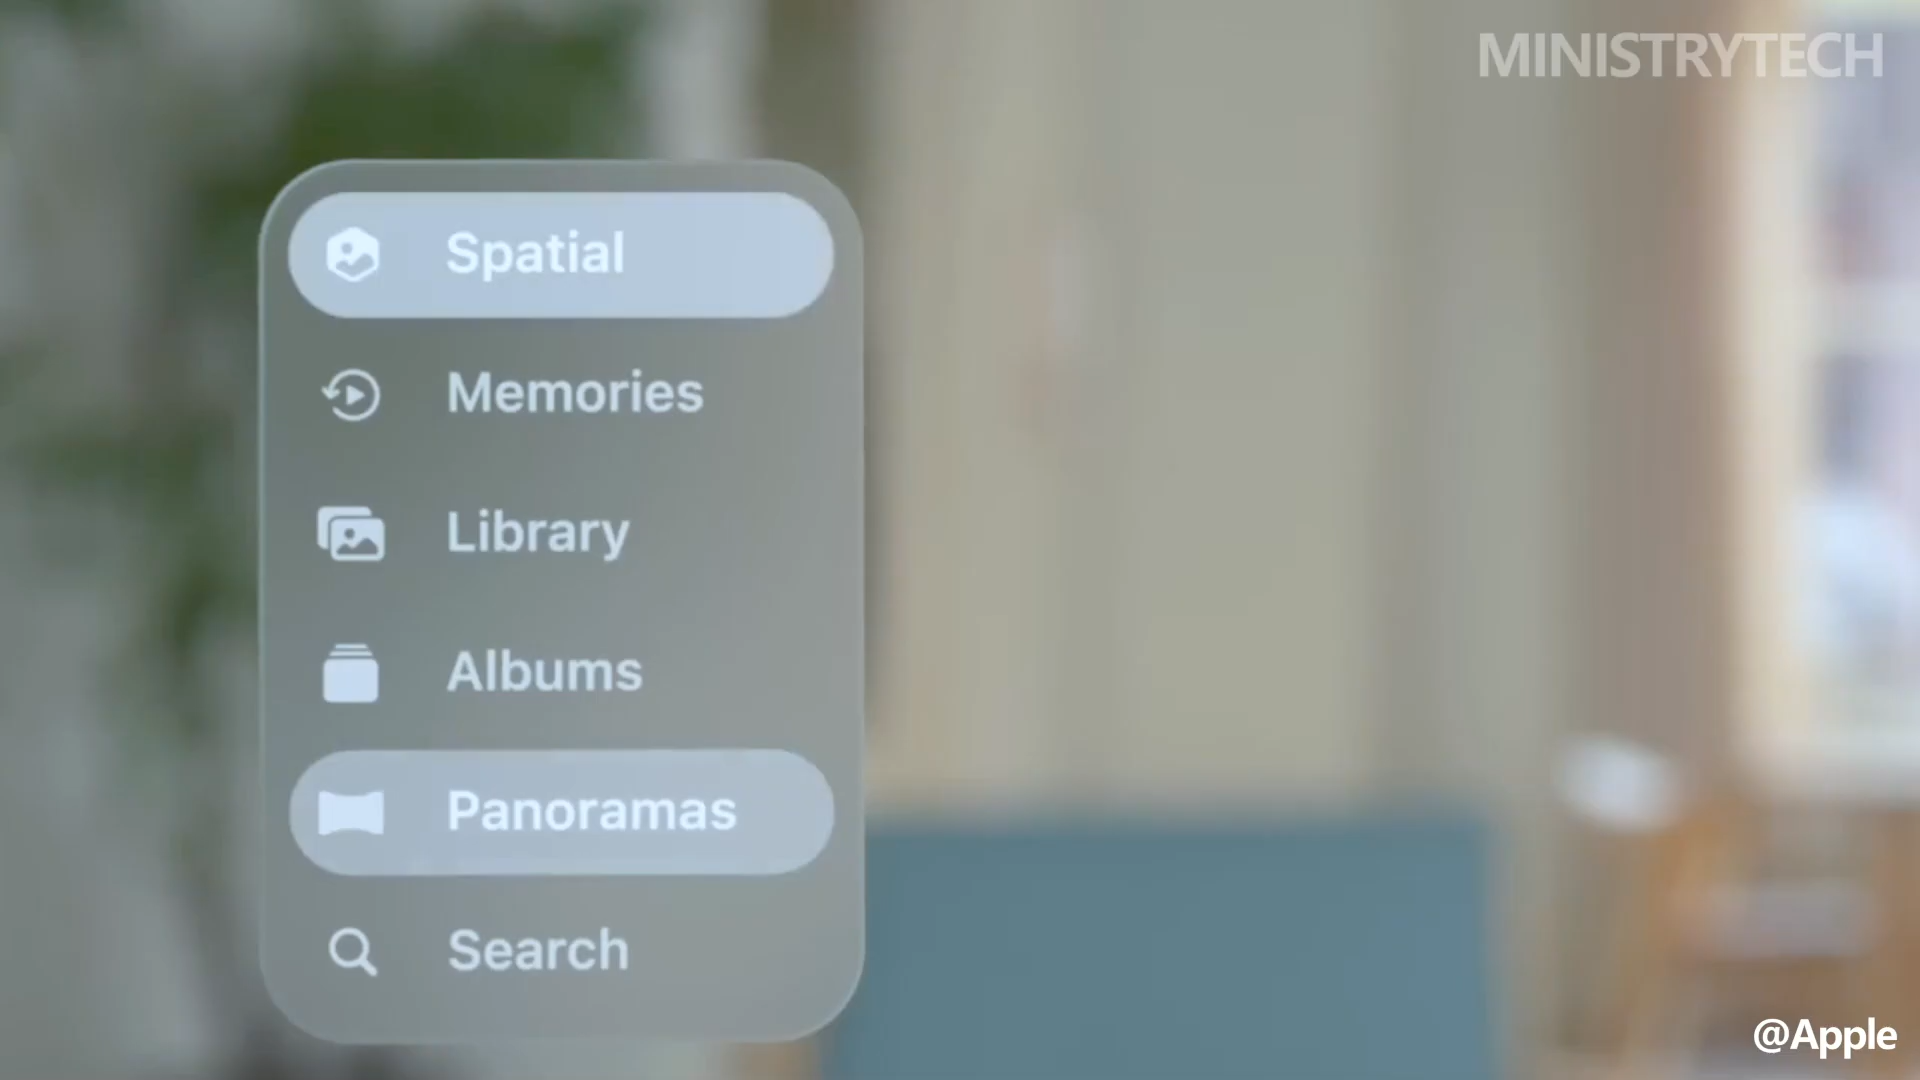 MINISTRYTECH
Spatial
Memories
Library
Albums
Panoramas
Search
@Apple